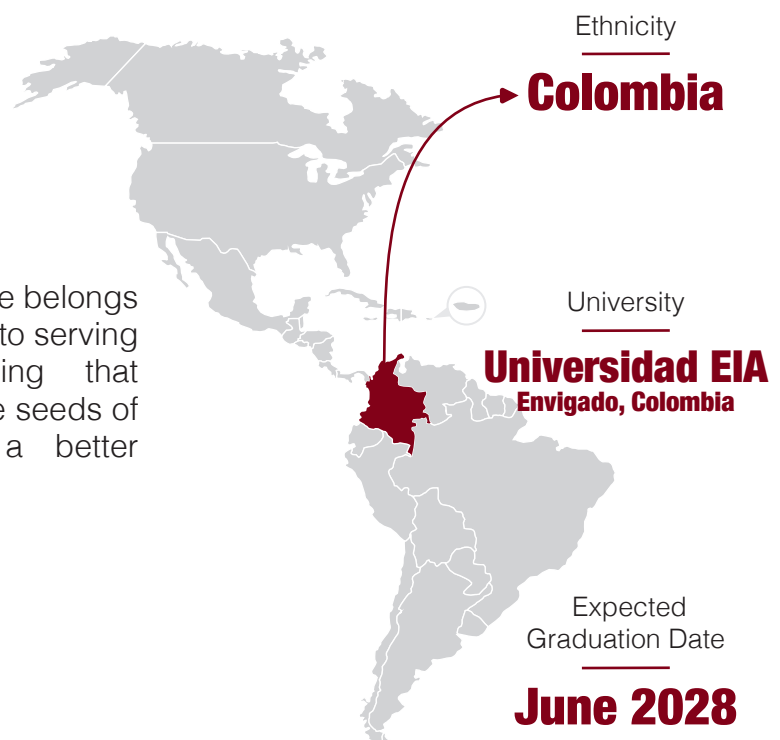 Ethnicity
Colombia
e belongs
to serving
ing that
e seeds of
a better
University
Universidad EIA
Envigado, Colombia
Expected
Graduation Date
June 2028